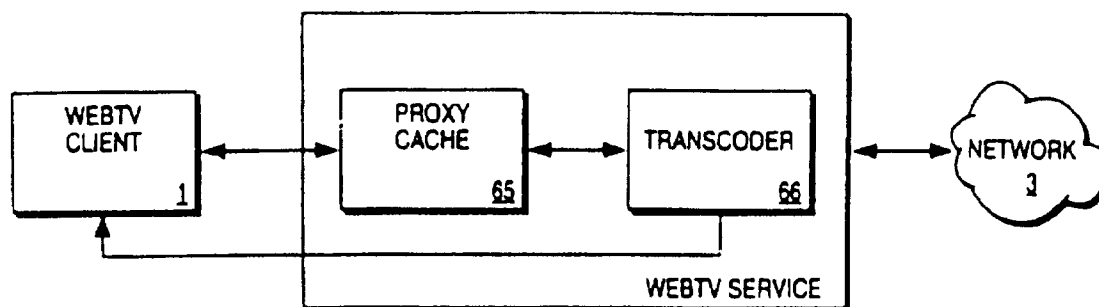 WEBTV
CLIENT
1
PROXY
CACHE
65
TRANSCODER
66
NETWORK
3
WEBTV SERVICE